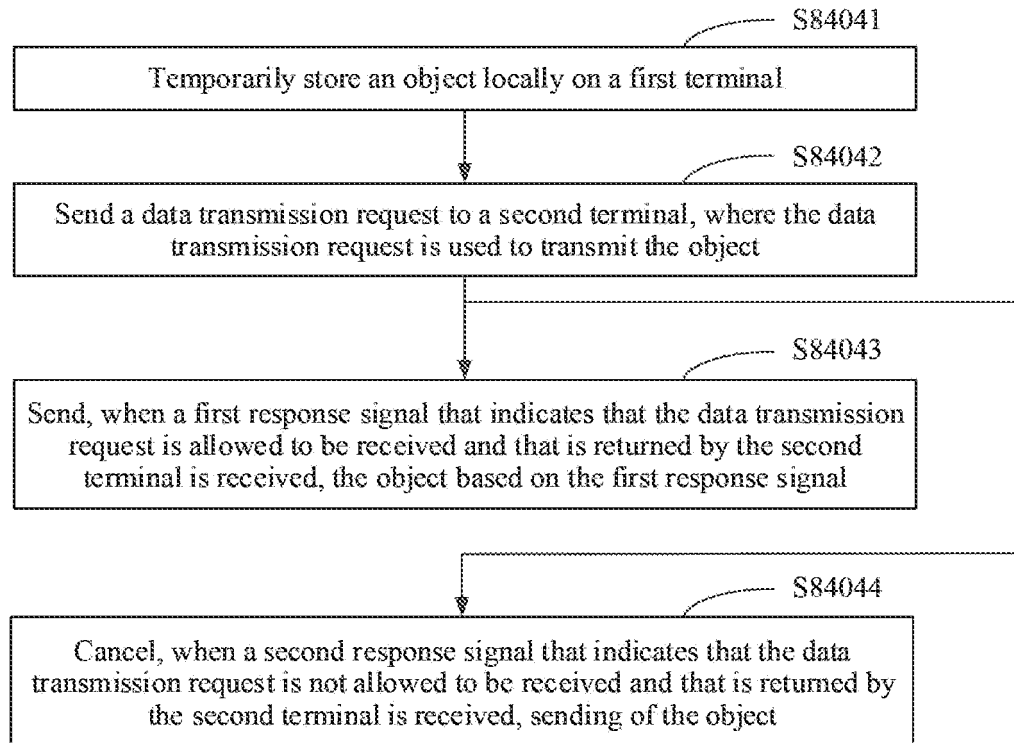 S84041
Temporarily store an object locally on a first terminal
S84042
Send a data transmission request to a second terminal, where the data
transmission request is used to transmit the object
S84043
Send, when a first response signal that indicates that the data transmission
request is allowed to be received and that is returned by the second
terminal is received, the object based on the first response signal
S84044
Cancel, when a second response signal that indicates that the data
transmission request is not allowed to be received and that is returned by
the second terminal is received, sending of the object